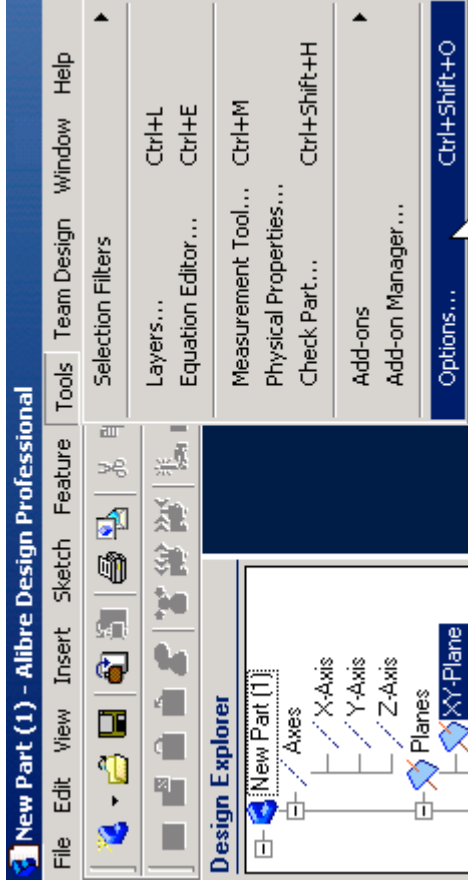 New Part (1) - Alibre Design Professional
File Edit View Insert Sketch Feature Tools Team Design Window Help
Selection Filters
Layers... Ctrl+L
Equation Editor... Ctrl+E
Measurement Tool... Ctrl+M
Physical Properties...
Check Part... Ctrl+Shift+H
Add-ons
Add-on Manager...
Options... Ctrl+Shift+O
Design Explorer
New Part (1)
Axes
X-Axis
Y-Axis
Z-Axis
Planes
XY-Plane